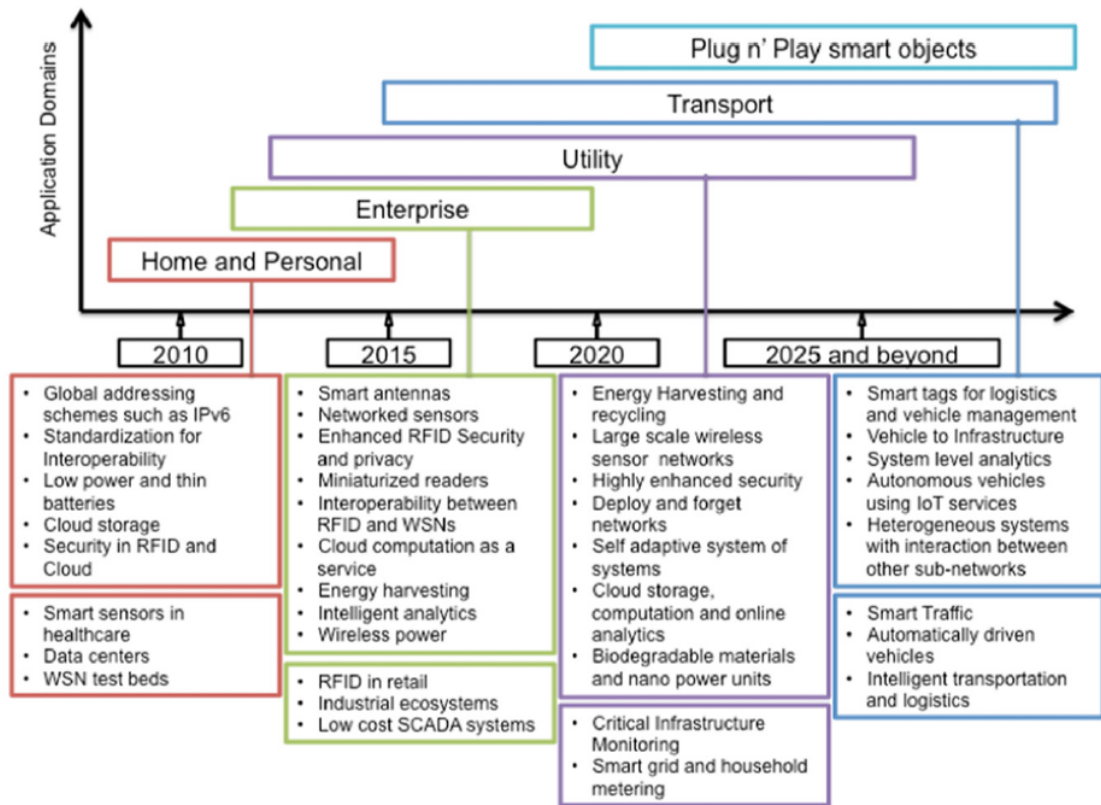 Application Domains
Plug n' Play smart objects
Transport
Utility
Enterprise
Home and Personal
2010
2015
2020
2025 and beyond
• Global addressing
schemes such as IPv6
• Standardization for
Interoperability
• Low power and thin
batteries
• Cloud storage
• Security in RFID and
Cloud
• Smart sensors in
healthcare
• Data centers
• WSN test beds
• Smart antennas
• Networked sensors
• Enhanced RFID Security
and privacy
• Miniaturized readers
• Interoperability between
RFID and WSNs
• Cloud computation as a
service
• Energy harvesting
• Intelligent analytics
• Wireless power
• RFID in retail
• Industrial ecosystems
• Low cost SCADA systems
• Energy Harvesting and
recycling
• Large scale wireless
sensor networks
• Highly enhanced security
• Deploy and forget
networks
• Self adaptive system of
systems
• Cloud storage,
computation and online
analytics
• Biodegradable materials
and nano power units
• Critical Infrastructure
Monitoring
• Smart grid and household
metering
• Smart tags for logistics
and vehicle management
• Vehicle to Infrastructure
• System level analytics
• Autonomous vehicles
using IoT services
• Heterogeneous systems
with interaction between
other sub-networks
• Smart Traffic
• Automatically driven
vehicles
• Intelligent transportation
and logistics